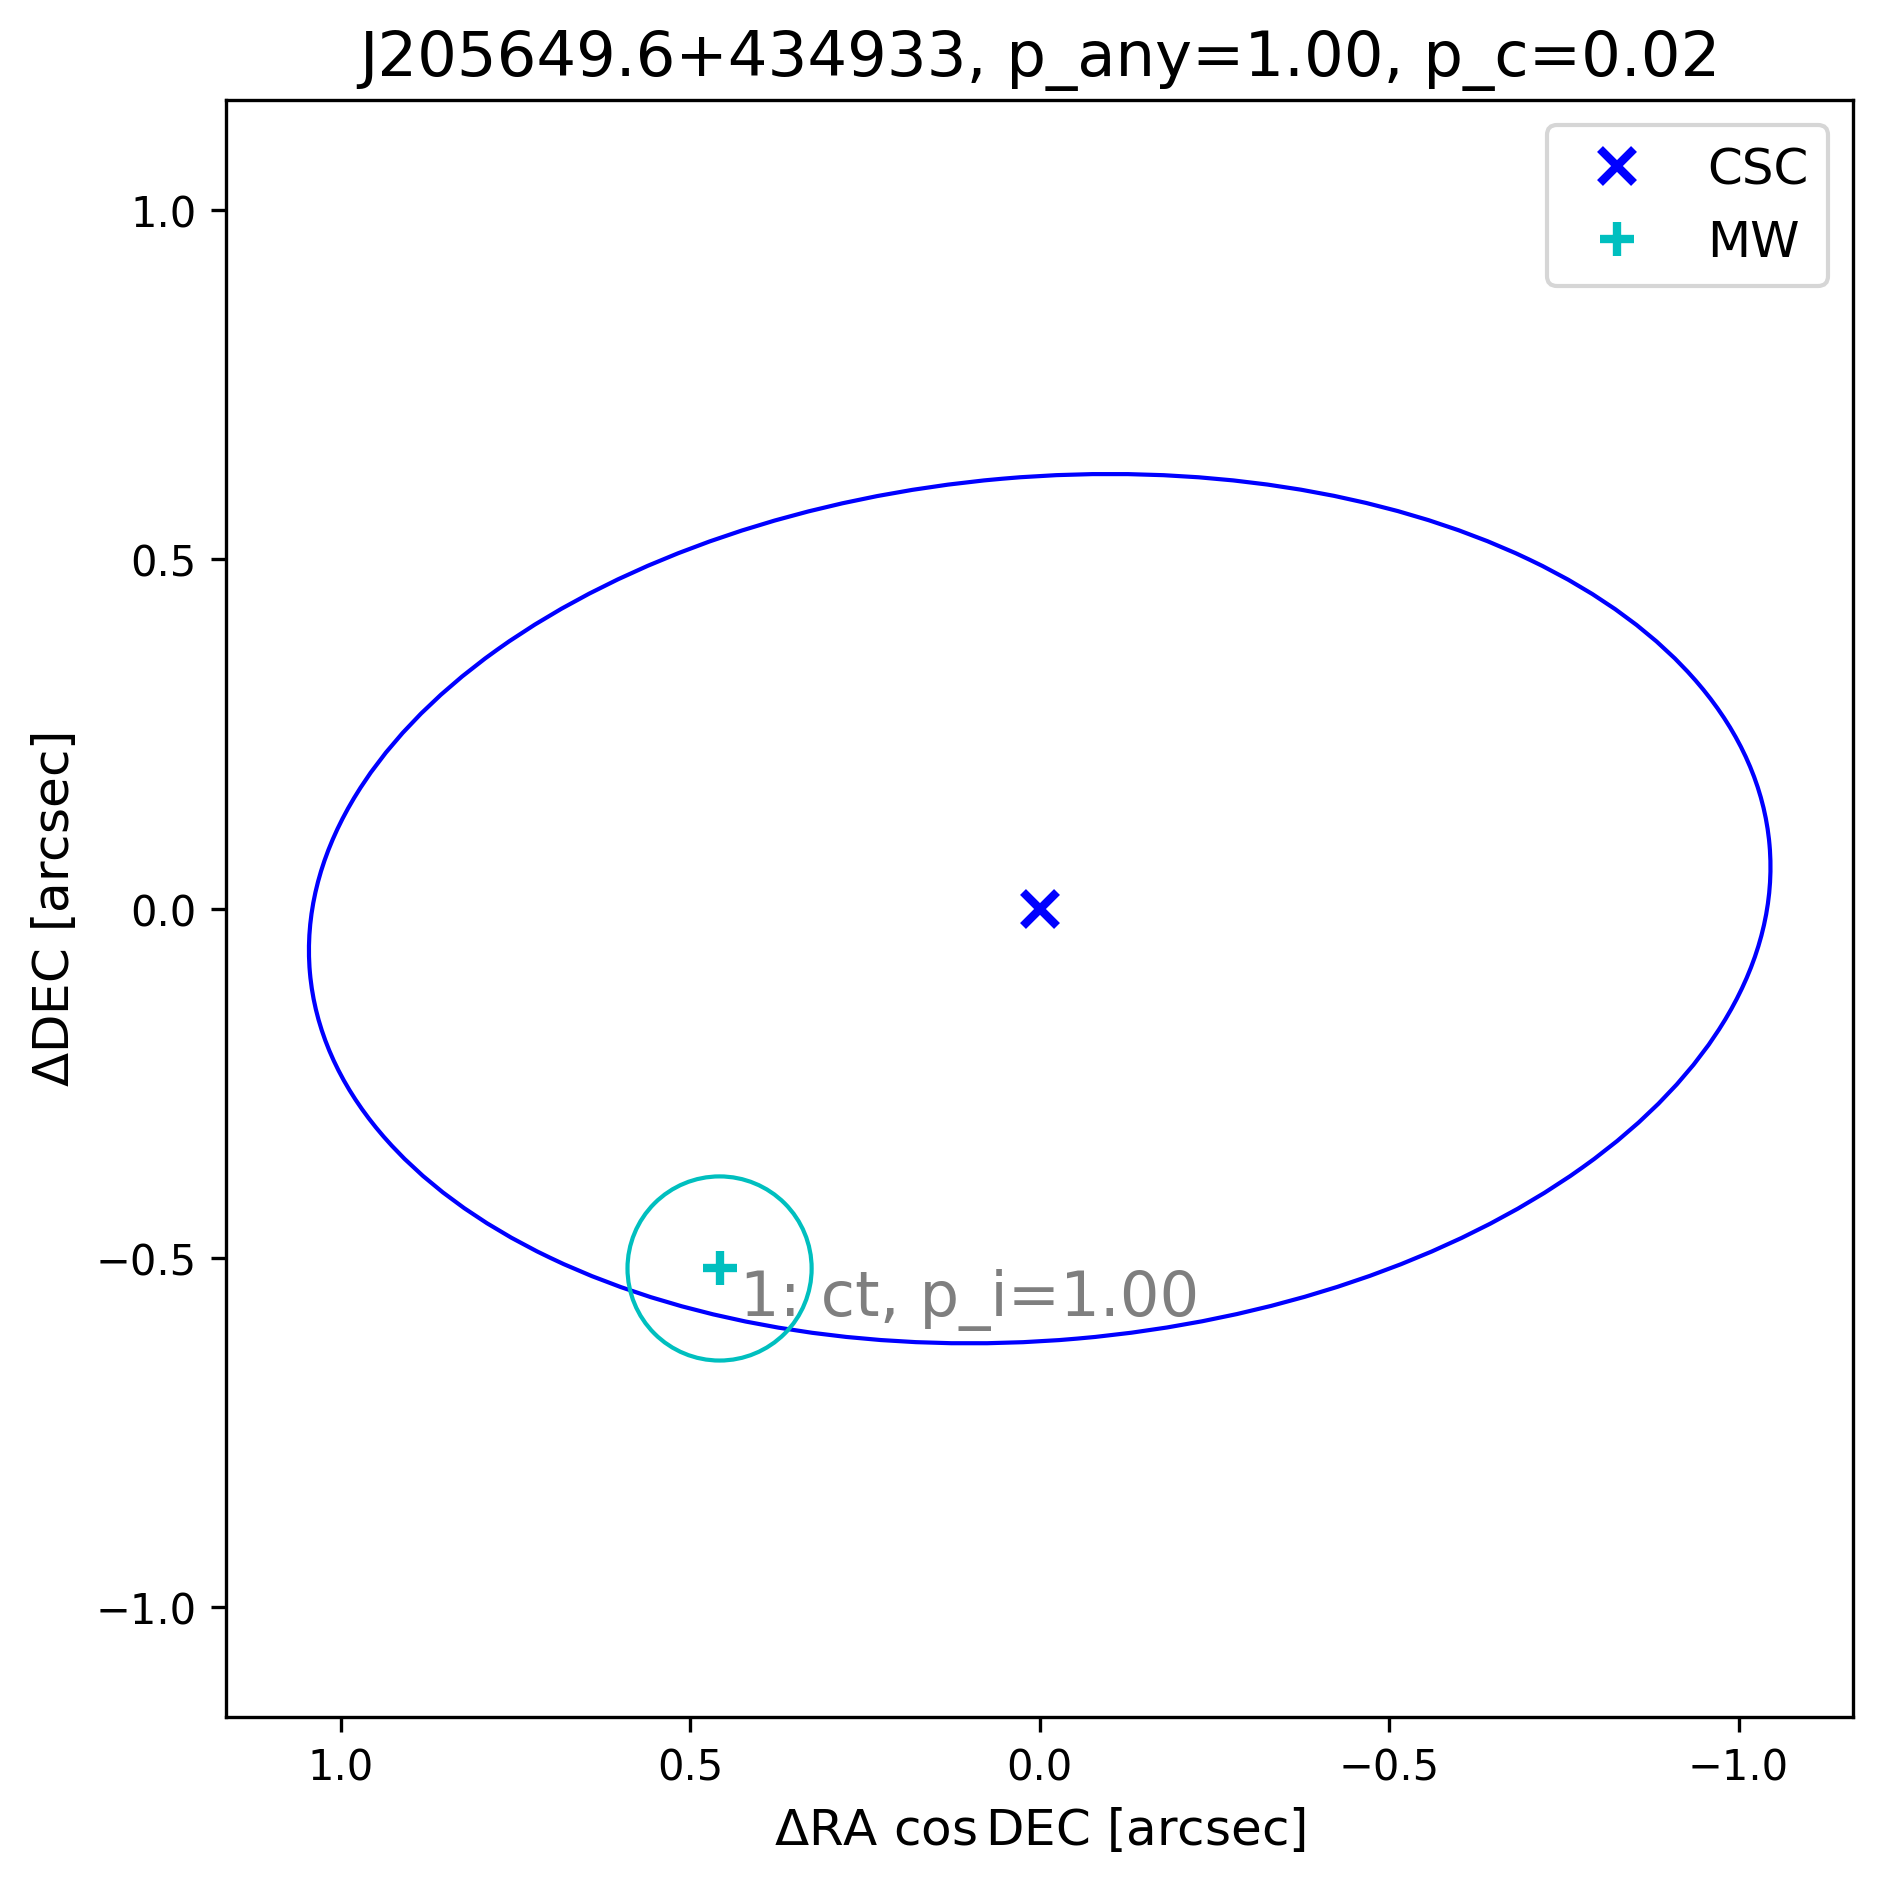 J205649.6+434933, p_any=1.00, p_c=0.02
CSC
MW
1.0
0.5
0.0
−0.5
−1.0
ΔDEC [arcsec]
1: ct, p_i=1.00
1.0 0.5 0.0 −0.5 −1.0
ΔRA cos DEC [arcsec]